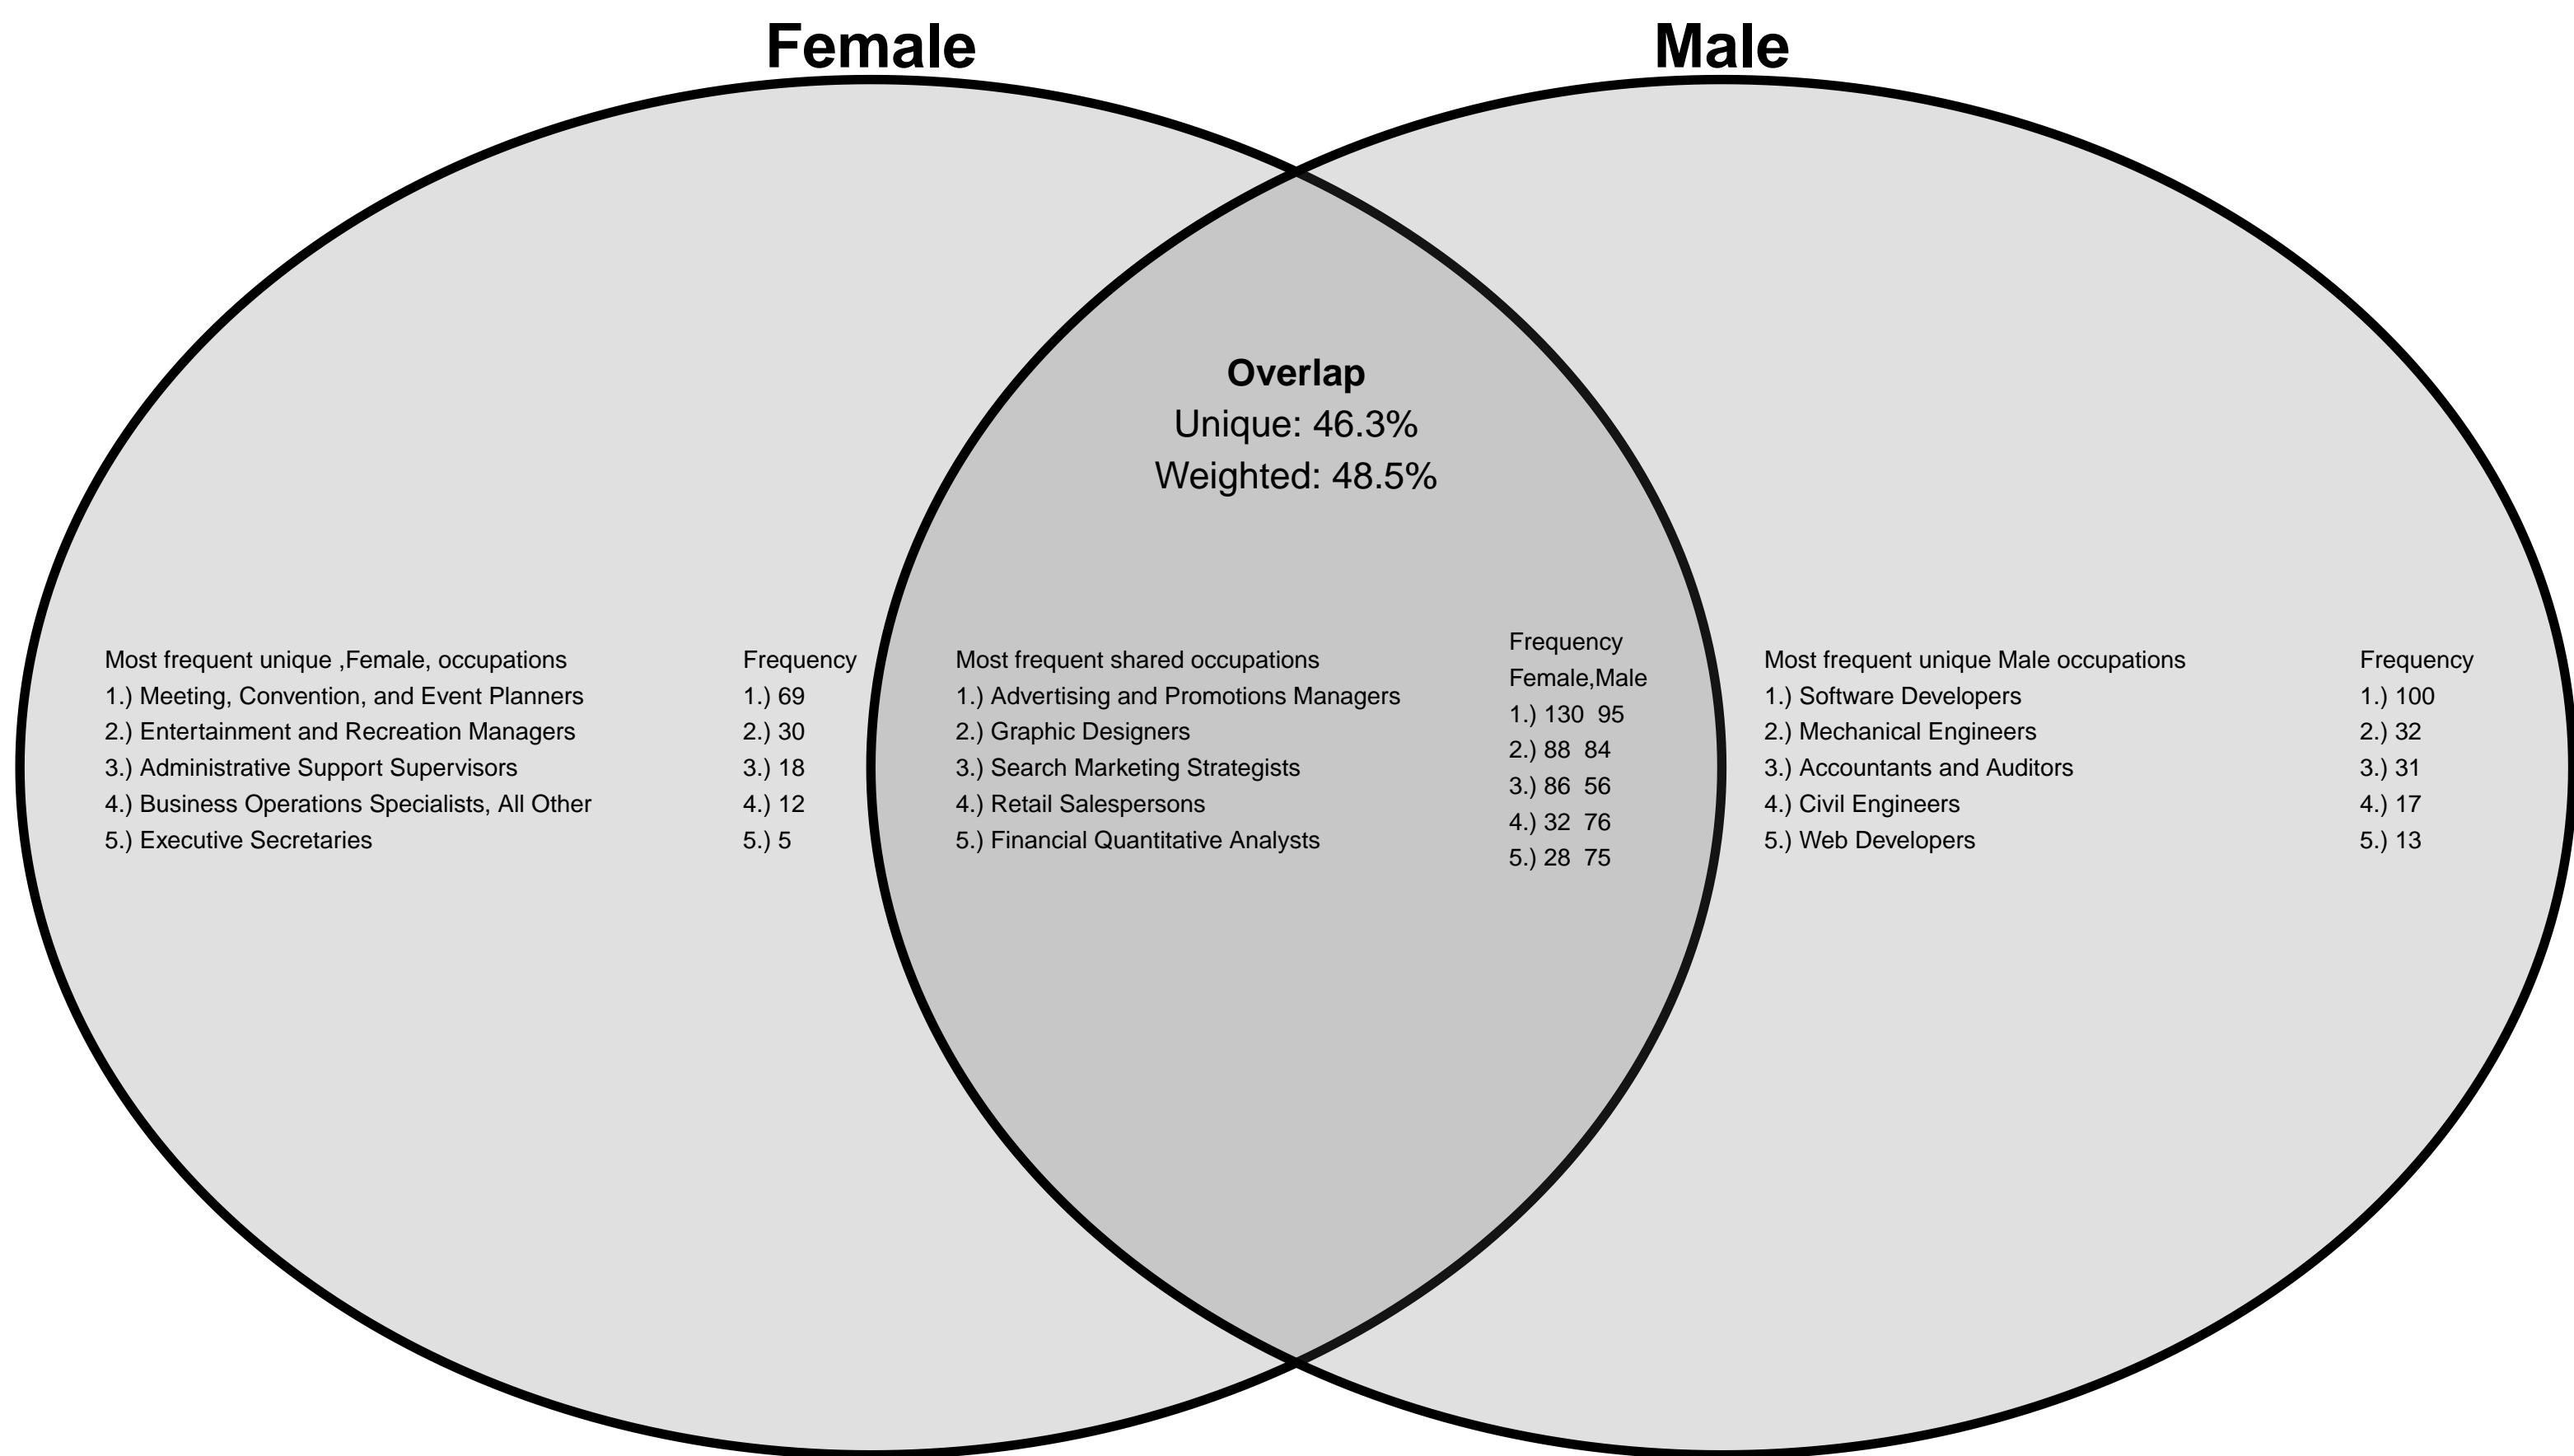 Female
Male
Overlap
Unique: 46.3%
Weighted: 48.5%
Most frequent unique ,Female, occupations
1.) Meeting, Convention, and Event Planners
2.) Entertainment and Recreation Managers
3.) Administrative Support Supervisors
4.) Business Operations Specialists, All Other
5.) Executive Secretaries
Frequency
1.) 69
2.) 30
3.) 18
4.) 12
5.) 5
Most frequent shared occupations
1.) Advertising and Promotions Managers
2.) Graphic Designers
3.) Search Marketing Strategists
4.) Retail Salespersons
5.) Financial Quantitative Analysts
Frequency
Female,Male
1.) 130 95
2.) 88 84
3.) 86 56
4.) 32 76
5.) 28 75
Most frequent unique Male occupations
1.) Software Developers
2.) Mechanical Engineers
3.) Accountants and Auditors
4.) Civil Engineers
5.) Web Developers
Frequency
1.) 100
2.) 32
3.) 31
4.) 17
5.) 13